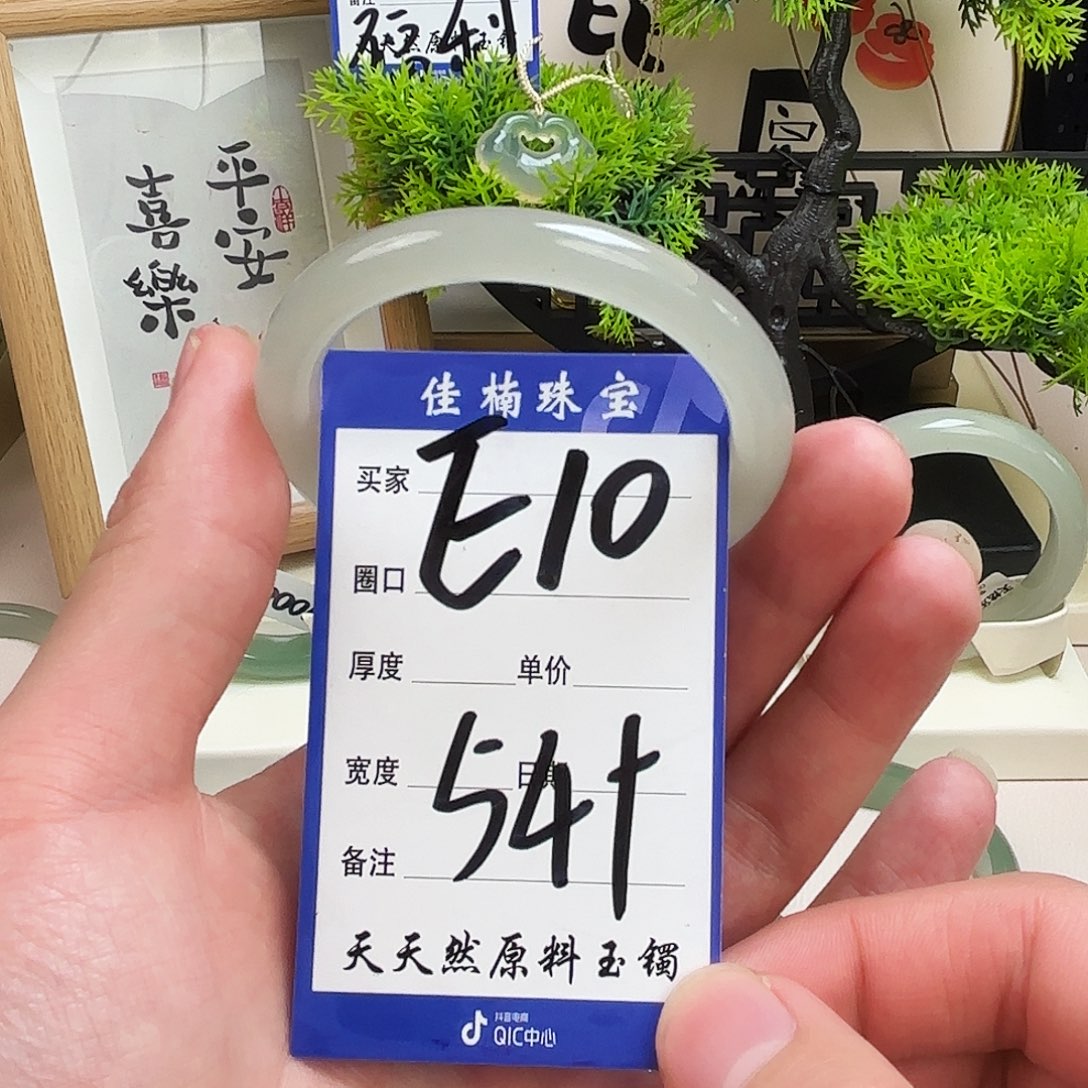 平安
喜樂
佳楠珠宝
买家 E10
圈口
厚度 单价
宽度 日期
54+
备注
天天然原料玉镯
抖音电商
QIC中心